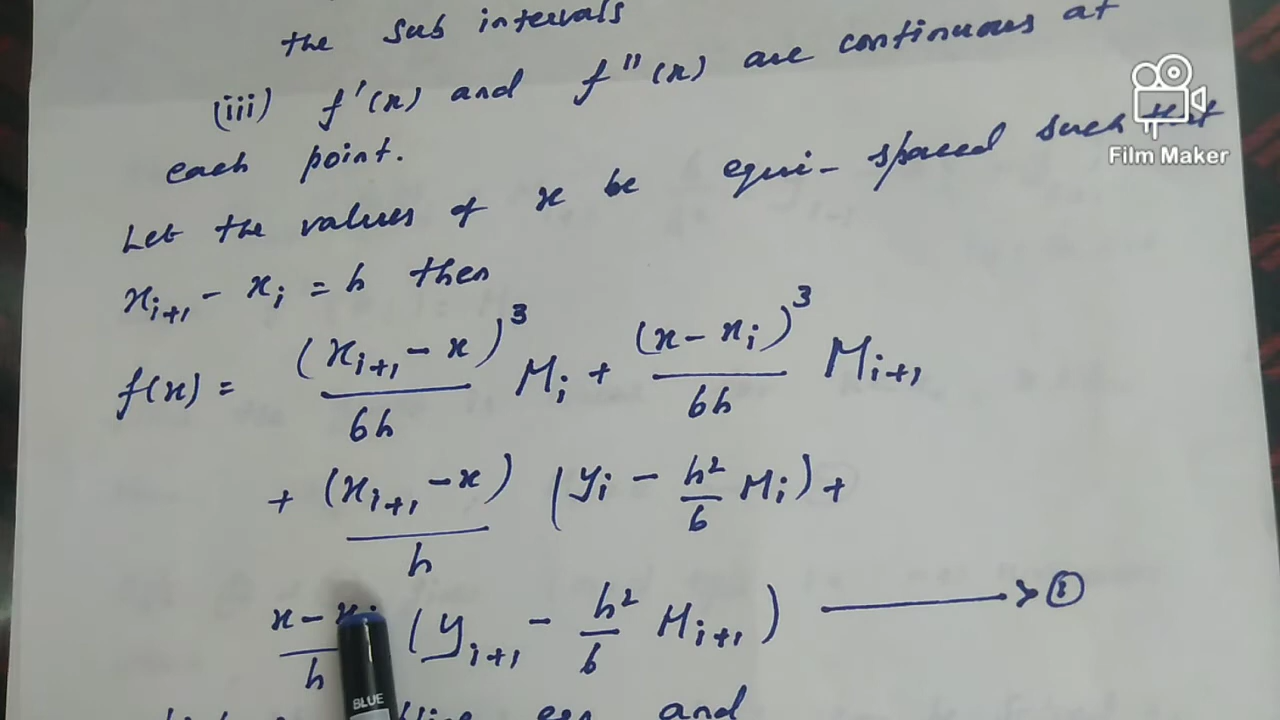 the sub intervals
(iii) f'(x) and f''(x) are continuous at
each point.
Let the values of x be equi-spaced such that
x_{i+1} - x_i = h then
f(x) = (x_{i+1} - x)^3 / 6h M_i + (x - x_i)^3 / 6h M_{i+1}
+ (x_{i+1} - x) / h (y_i - h^2/6 M_i) +
x - x_i / h (y_{i+1} - h^2/6 M_{i+1}) → ①
and
Film Maker
BLUE